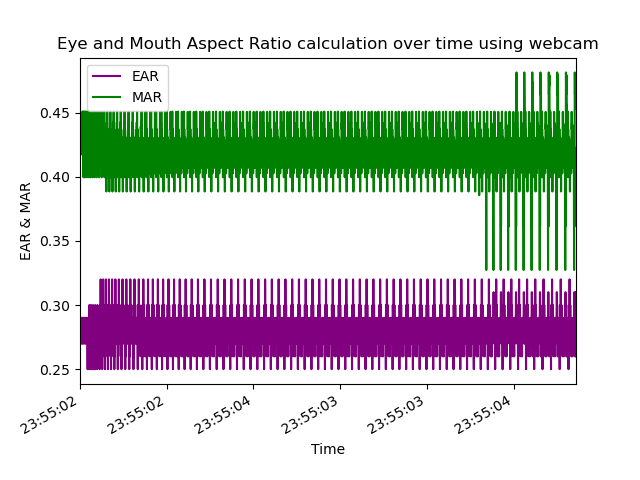 Eye and Mouth Aspect Ratio calculation over time using webcam
EAR
MAR
0.45
0.40
0.35
0.30
0.25
EAR & MAR
23:55:02
23:55:02
23:55:04
23:55:03
23:55:03
23:55:04
Time